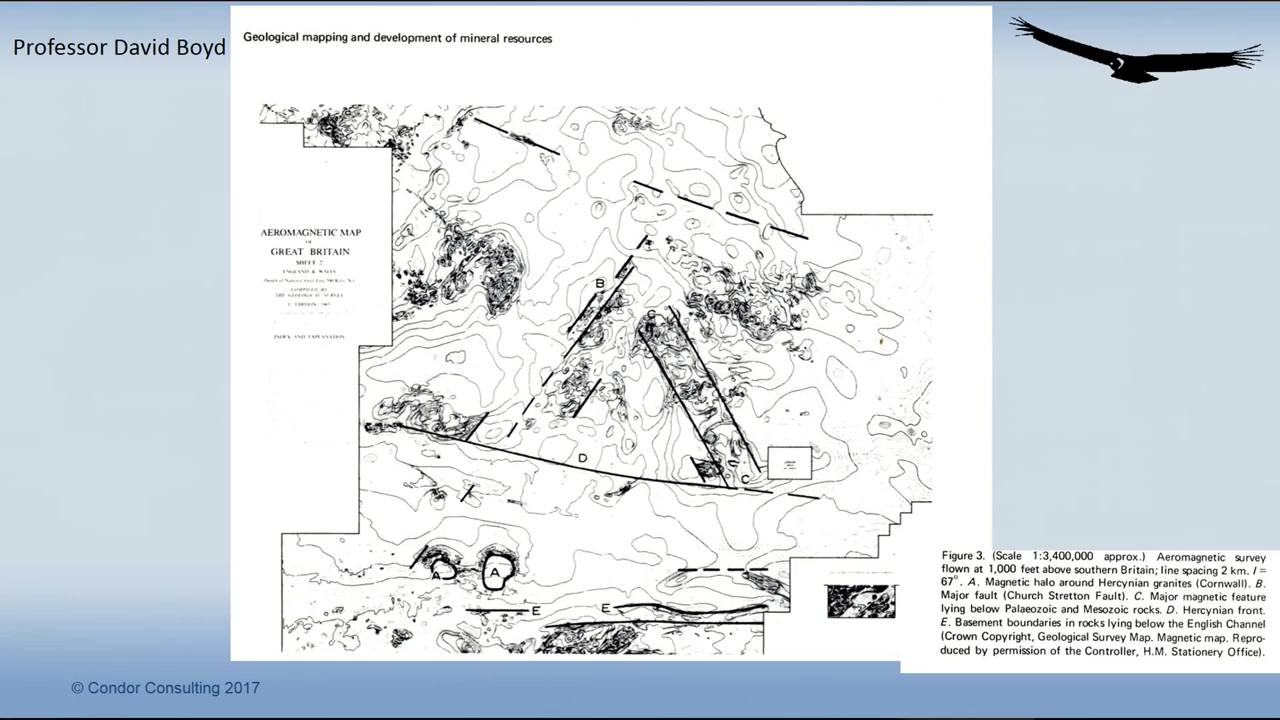 Professor David Boyd
Geological mapping and development of mineral resources
AEROMAGNETIC MAP
OF
GREAT BRITAIN
SHEET 2
ENGLAND & WALES
COMPILED BY
THE GEOLOGICAL SURVEY
INDEX AND EXPLANATION
B
C
D
C
A
A
E
E
Figure 3. (Scale 1:3,400,000 approx.) Aeromagnetic survey
flown at 1,000 feet above southern Britain; line spacing 2 km. I =
67°. A. Magnetic halo around Hercynian granites (Cornwall). B.
Major fault (Church Stretton Fault). C. Major magnetic feature
lying below Palaeozoic and Mesozoic rocks. D. Hercynian front.
E. Basement boundaries in rocks lying below the English Channel
(Crown Copyright, Geological Survey Map. Magnetic map. Repro-
duced by permission of the Controller, H.M. Stationery Office).
© Condor Consulting 2017